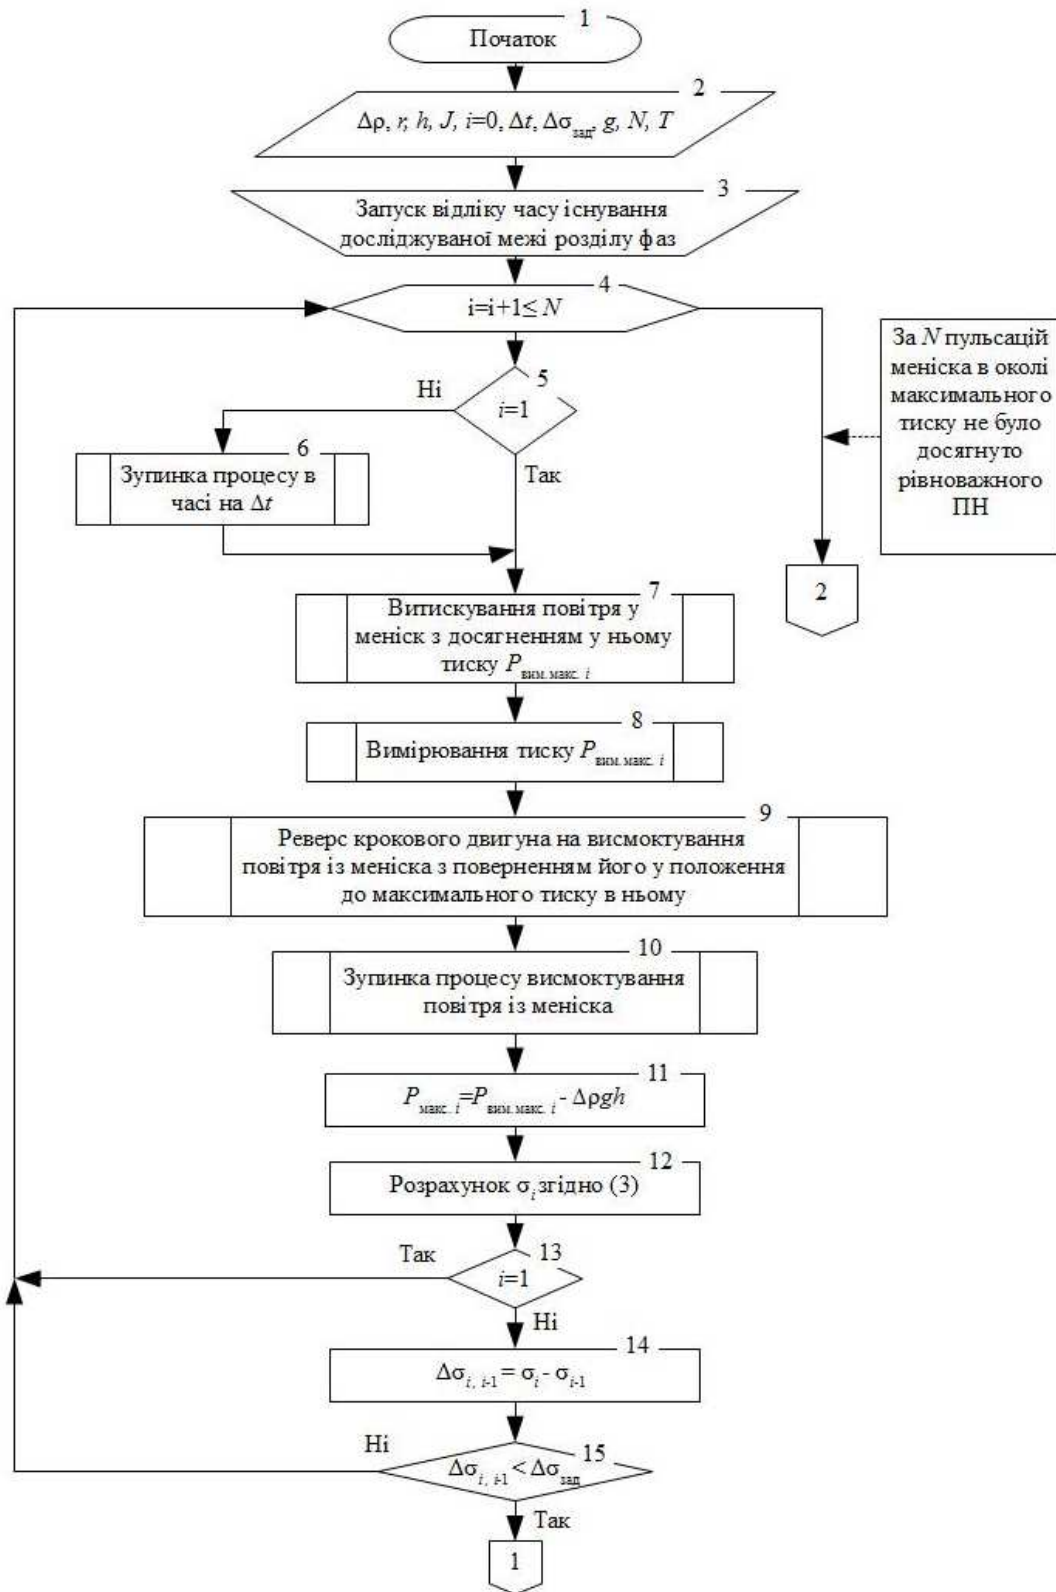 1
Початок
2
Δρ, r, h, J, i=0, Δt, Δσзад, g, N, T
3
Запуск відліку часу існування
досліджуваної межі розділу фаз
4
i=i+1≤ N
За N пульсацій
меніска в околі
максимального
тиску не було
досягнуто
рівноважного
ПН
5
Ні
i=1
Так
6
Зупинка процесу в
часі на Δt
2
7
Витискування повітря у
меніск з досягненням у ньому
тиску Pвим.макс. i
8
Вимірювання тиску Pвим.макс. i
9
Реверс крокового двигуна на висмоктування
повітря із меніска з поверненням його у положення
до максимального тиску в ньому
10
Зупинка процесу висмоктування
повітря із меніска
11
Pмакс. i=Pвим.макс. i - Δρgh
12
Розрахунок σi згідно (3)
13
Так
i=1
Ні
14
Δσi, i-1 = σi - σi-1
15
Ні
Δσi, i-1 < Δσзад
Так
1